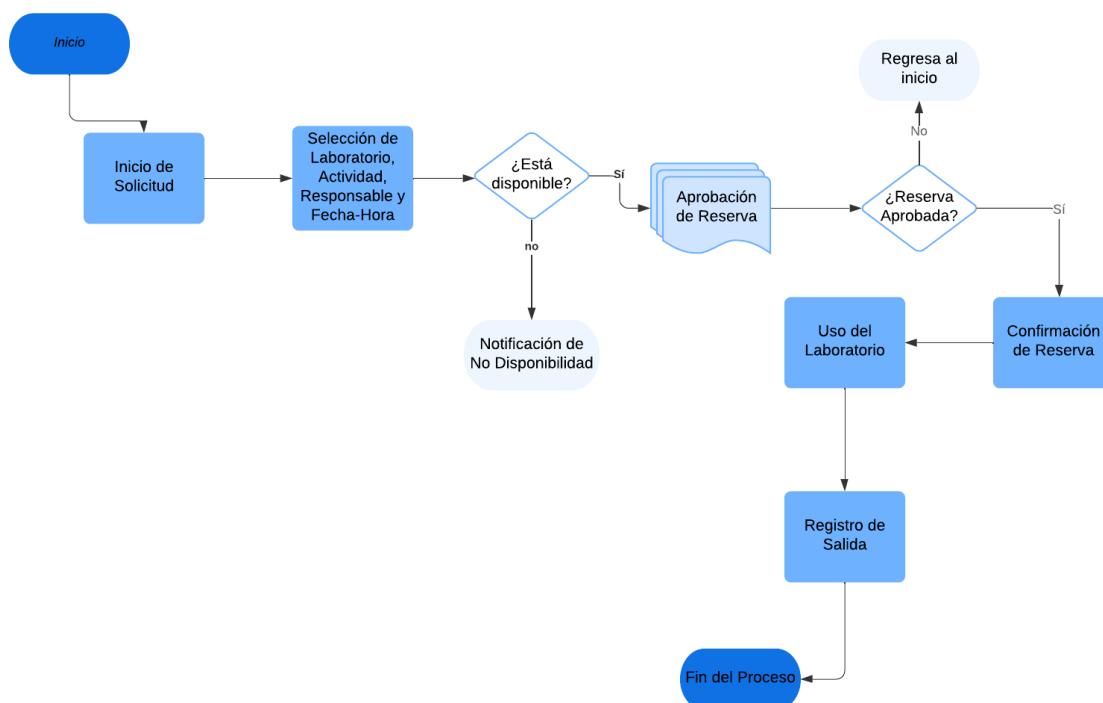 Inicio
Inicio de
Solicitud
Selección de
Laboratorio,
Actividad,
Responsable y
Fecha-Hora
¿Está
disponible?
Sí
no
Notificación de
No Disponibilidad
Aprobación
de Reserva
¿Reserva
Aprobada?
No
Regresa al
inicio
Sí
Confirmación
de Reserva
Uso del
Laboratorio
Registro de
Salida
Fin del Proceso